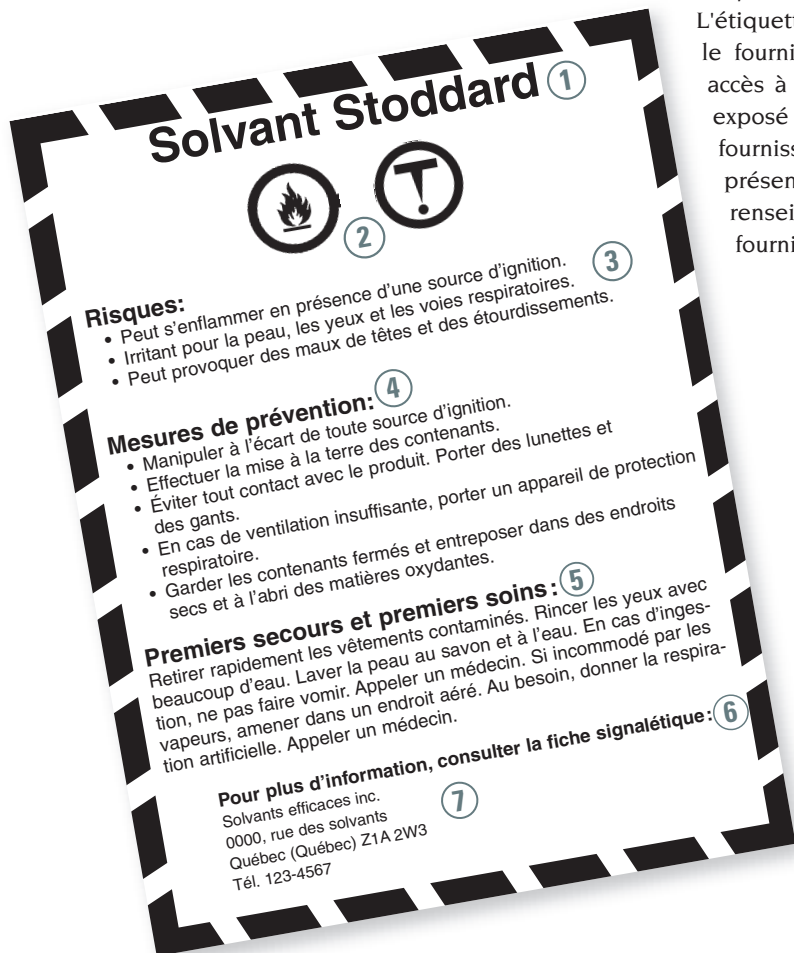 L'étiquett
le fourni
accès à
exposé
fourniss
présen
rensei
fourni
Solvant Stoddard 1
2
Risques: 3
• Peut s'enflammer en présence d'une source d'ignition.
• Irritant pour la peau, les yeux et les voies respiratoires.
• Peut provoquer des maux de têtes et des étourdissements.
Mesures de prévention: 4
• Manipuler à l'écart de toute source d'ignition.
• Effectuer la mise à la terre des contenants.
• Éviter tout contact avec le produit. Porter des lunettes et
des gants.
• En cas de ventilation insuffisante, porter un appareil de protection
respiratoire.
• Garder les contenants fermés et entreposer dans des endroits
secs et à l'abri des matières oxydantes.
Premiers secours et premiers soins: 5
Retirer rapidement les vêtements contaminés. Rincer les yeux avec
beaucoup d'eau. Laver la peau au savon et à l'eau. En cas d'inges-
tion, ne pas faire vomir. Appeler un médecin. Si incommodé par les
vapeurs, amener dans un endroit aéré. Au besoin, donner la respira-
tion artificielle. Appeler un médecin.
Pour plus d'information, consulter la fiche signalétique: 6
Solvants efficaces inc. 7
0000, rue des solvants
Québec (Québec) Z1A 2W3
Tél. 123-4567